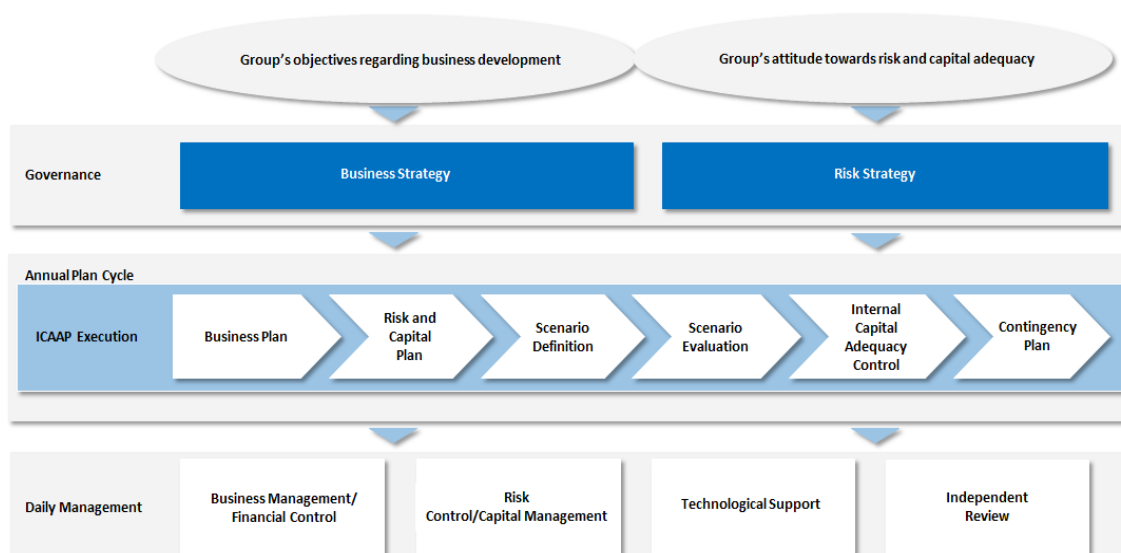 Group's objectives regarding business development
Group's attitude towards risk and capital adequacy
Governance
Business Strategy
Risk Strategy
Annual Plan Cycle
ICAAP Execution
Business Plan
Risk and
Capital
Plan
Scenario
Definition
Scenario
Evaluation
Internal
Capital
Adequacy
Control
Contingency
Plan
Daily Management
Business Management/
Financial Control
Risk
Control/Capital Management
Technological Support
Independent
Review